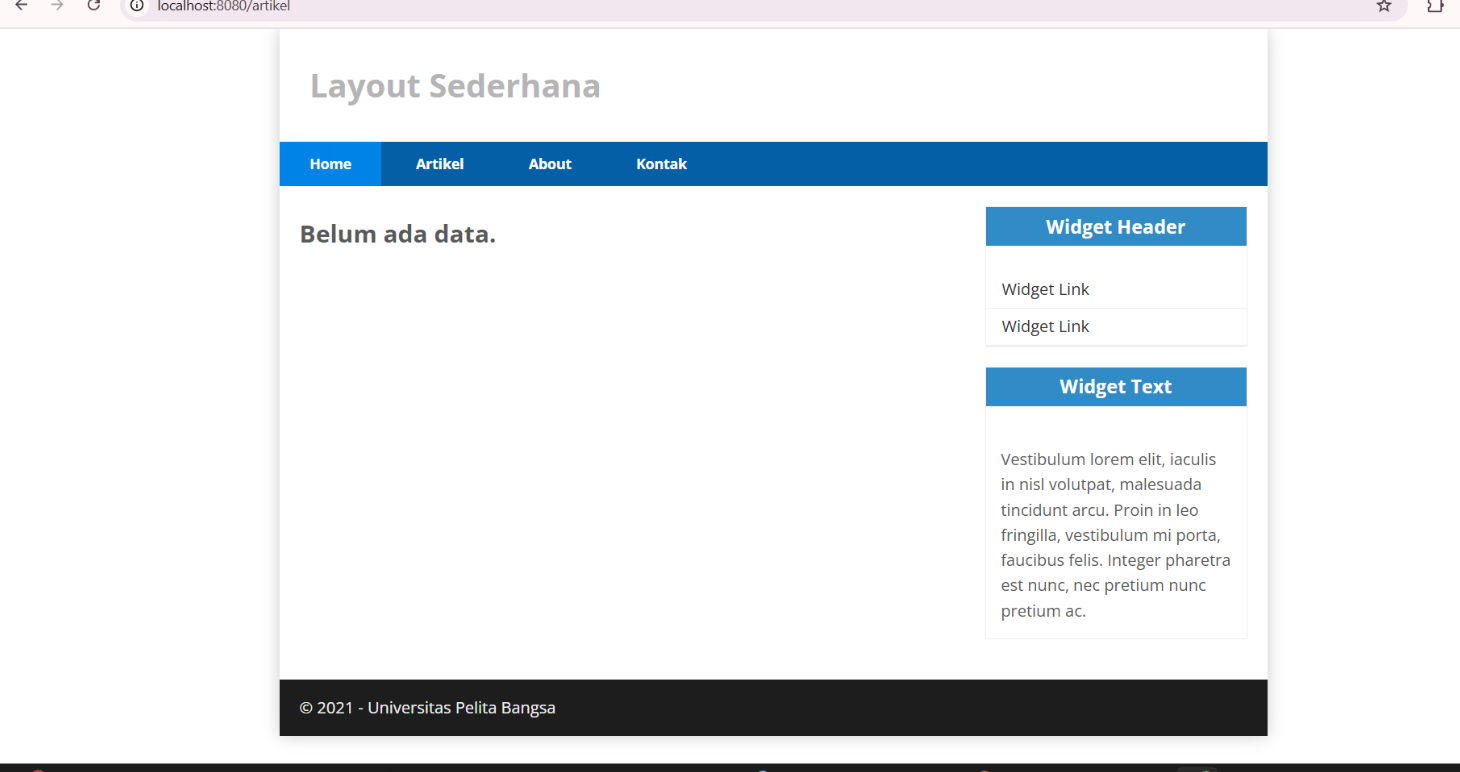 localhost:8080/artikel
Layout Sederhana
Home Artikel About Kontak
Belum ada data.
Widget Header
Widget Link
Widget Link
Widget Text
Vestibulum lorem elit, iaculis
in nisl volutpat, malesuada
tincidunt arcu. Proin in leo
fringilla, vestibulum mi porta,
faucibus felis. Integer pharetra
est nunc, nec pretium nunc
pretium ac.
© 2021 - Universitas Pelita Bangsa